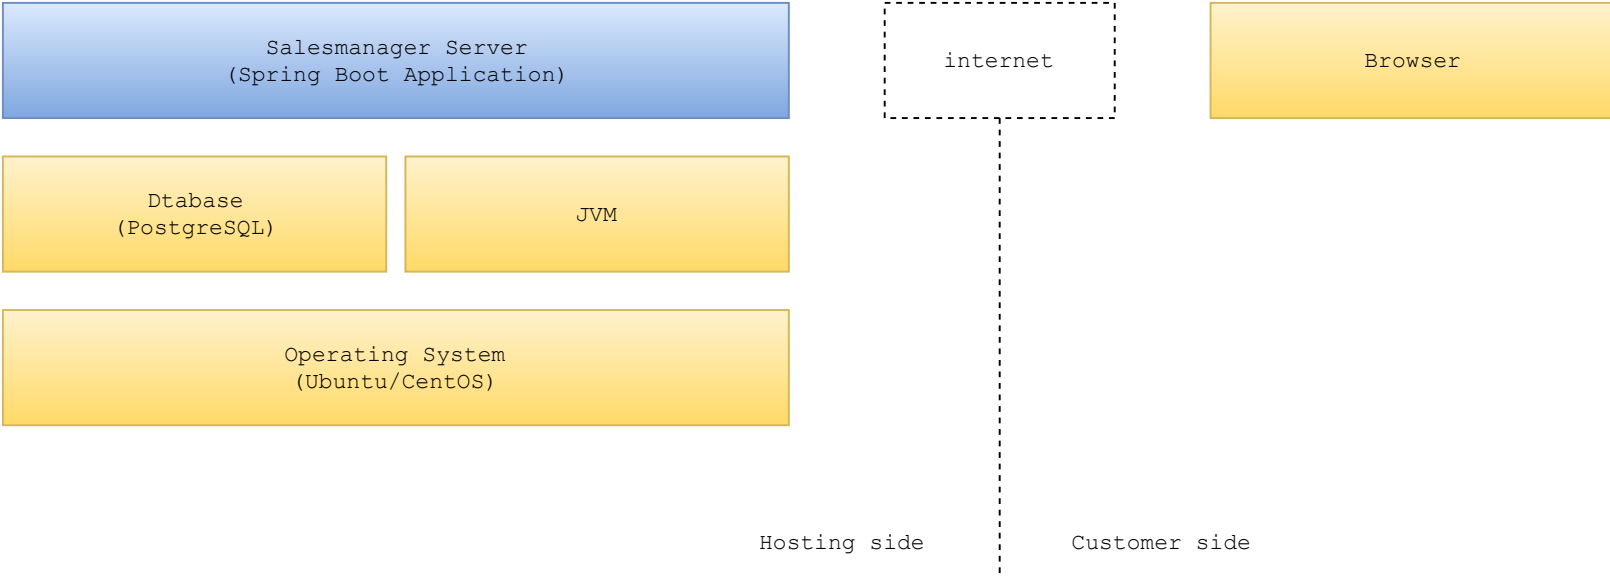 Salesmanager Server
(Spring Boot Application)
internet
Browser
Dtabase
(PostgreSQL)
JVM
Operating System
(Ubuntu/CentOS)
Hosting side
Customer side